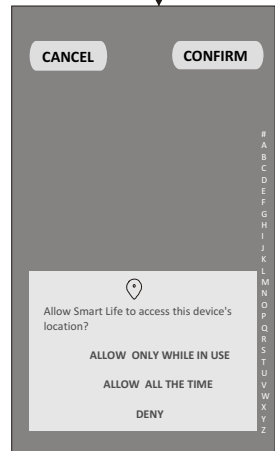 CANCEL
CONFIRM
#
A
B
C
D
E
F
G
H
I
J
K
L
M
N
O
P
Q
R
S
T
U
V
W
X
Y
Z
Allow Smart Life to access this device's
location?
ALLOW ONLY WHILE IN USE
ALLOW ALL THE TIME
DENY